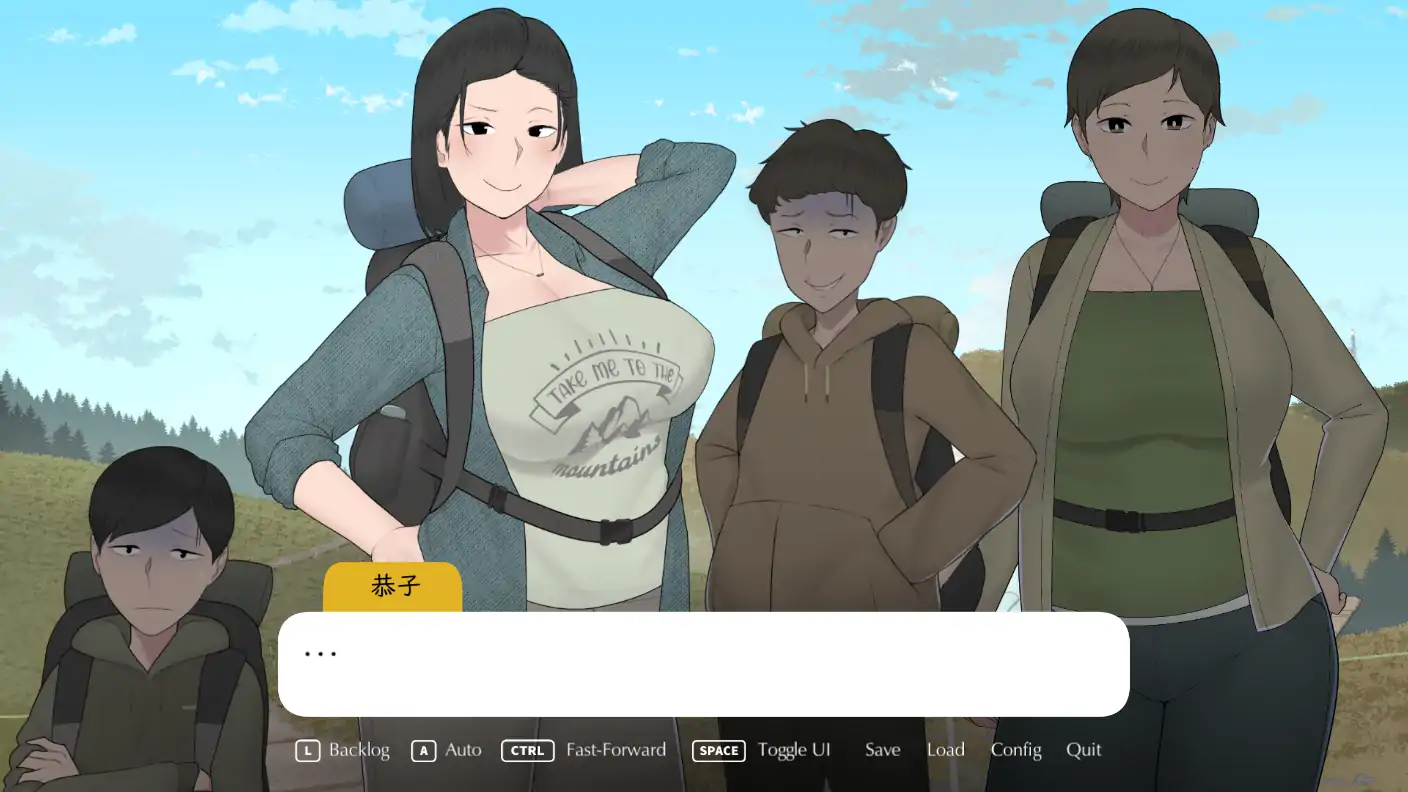 TAKE ME TO THE
mountains
恭子
...
L Backlog A Auto CTRL Fast-Forward SPACE Toggle UI Save Load Config Quit